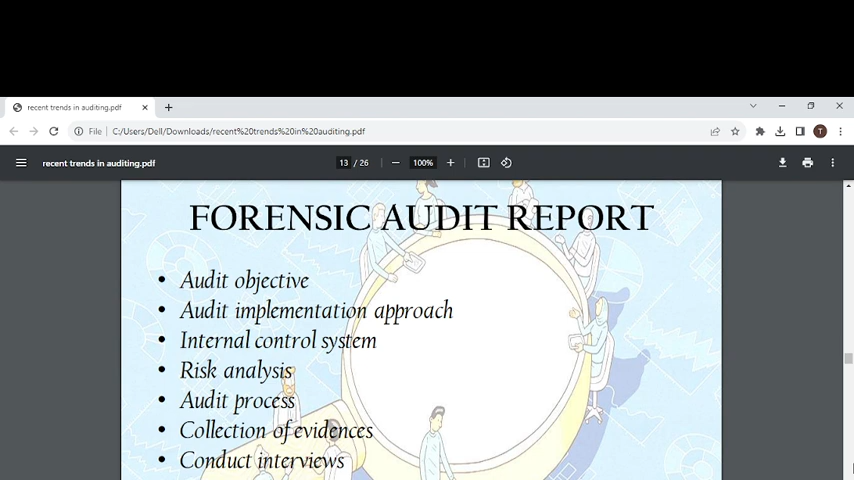 recent trends in auditing.pdf
File C:/Users/Dell/Downloads/recent%20trends%20in%20auditing.pdf
T
recent trends in auditing.pdf
13 / 26
100%
FORENSIC AUDIT REPORT
• Audit objective
• Audit implementation approach
• Internal control system
• Risk analysis
• Audit process
• Collection of evidences
• Conduct interviews